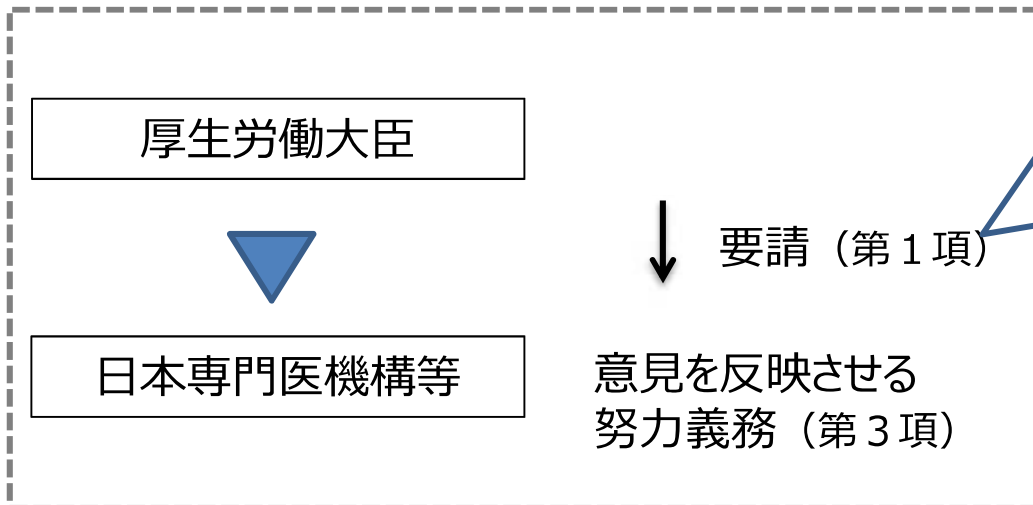 厚生労働大臣
要請（第１項）
日本専門医機構等
意見を反映させる
努力義務（第３項）